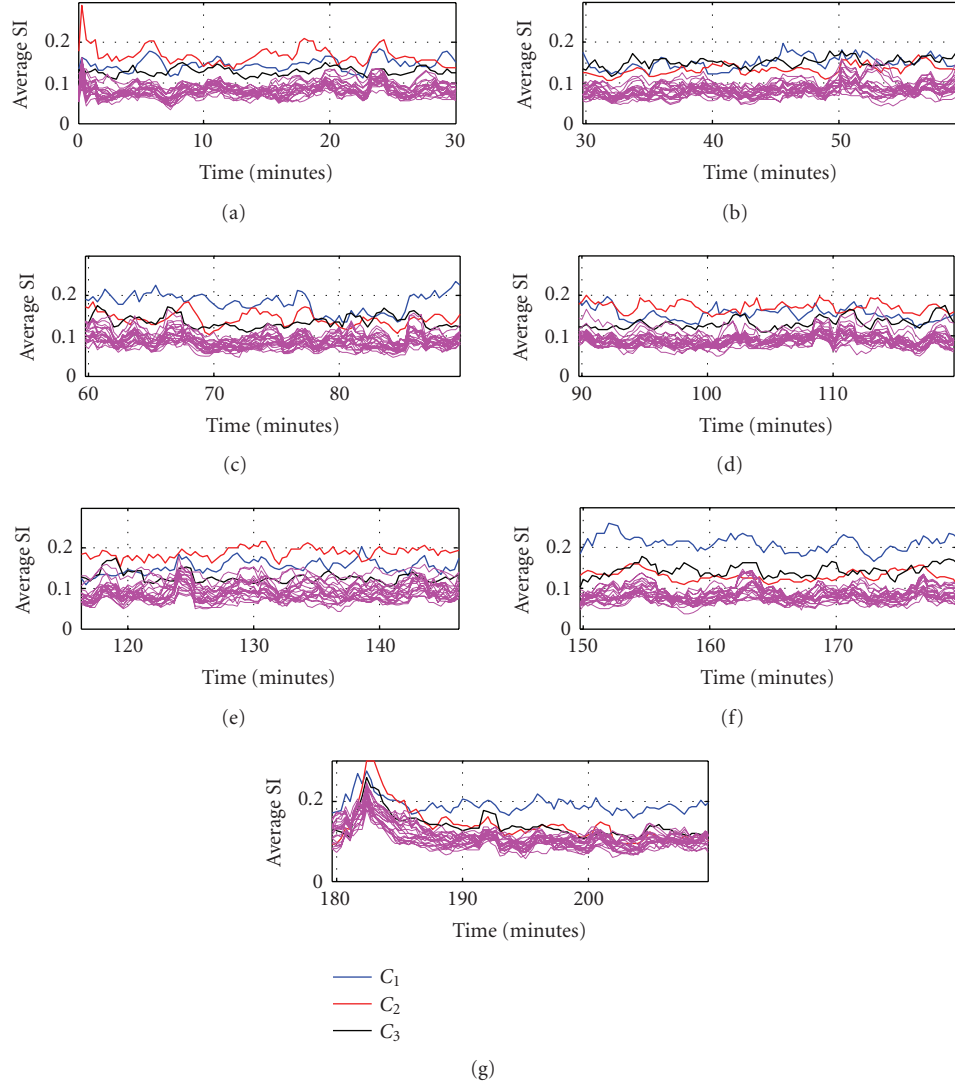 Average SI
0.2
0.1
0
0 10 20 30
Time (minutes)
(a)
Average SI
0.2
0.1
0
30 40 50
Time (minutes)
(b)
Average SI
0.2
0.1
0
60 70 80
Time (minutes)
(c)
Average SI
0.2
0.1
0
90 100 110
Time (minutes)
(d)
Average SI
0.2
0.1
0
120 130 140
Time (minutes)
(e)
Average SI
0.2
0.1
0
150 160 170
Time (minutes)
(f)
Average SI
0.2
0
180 190 200
Time (minutes)
C1
C2
C3
(g)